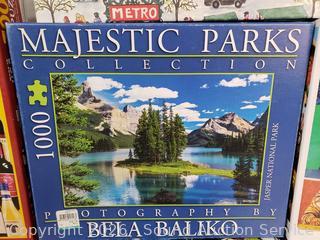 METRO
MAJESTIC PARKS
COLLECTION
1000
JASPER NATIONAL PARK
PHOTOGRAPHY BY
BELA BALIKO